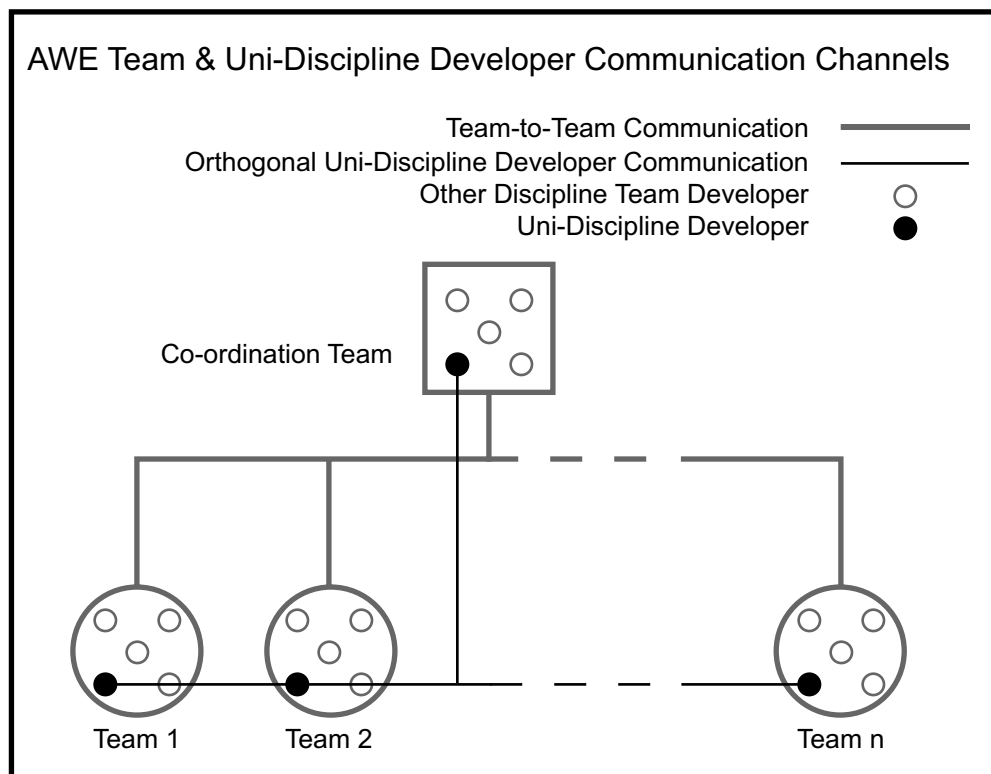 AWE Team & Uni-Discipline Developer Communication Channels
Team-to-Team Communication
Orthogonal Uni-Discipline Developer Communication
Other Discipline Team Developer
Uni-Discipline Developer
Co-ordination Team
Team 1
Team 2
Team n